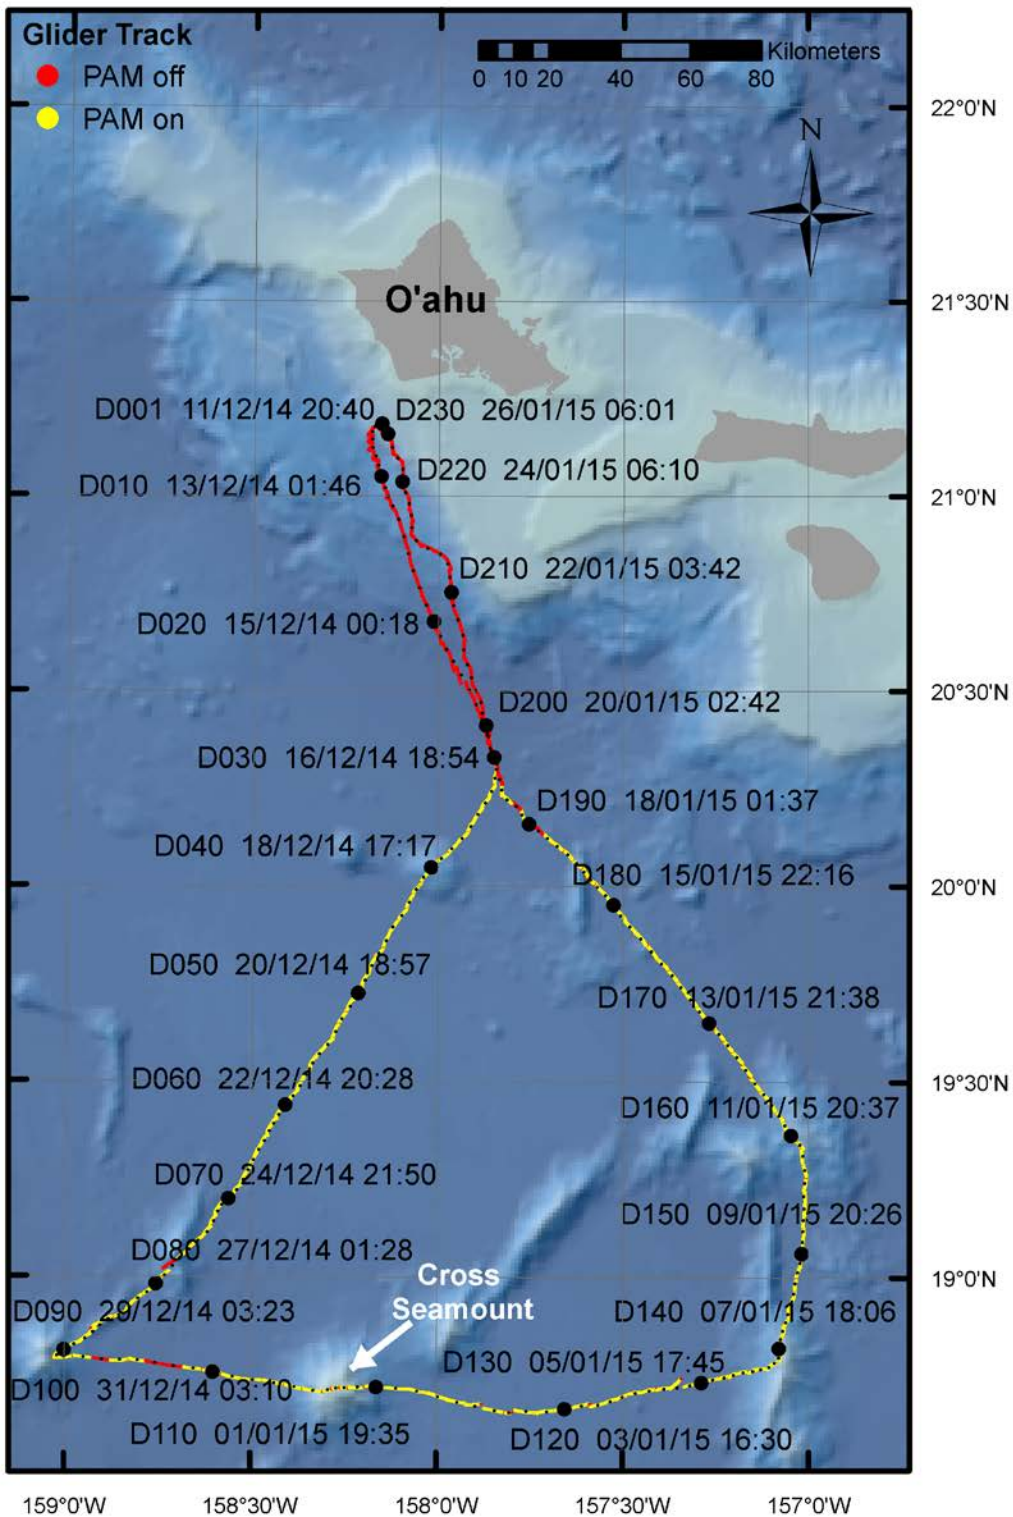 Glider Track
PAM off
PAM on
Kilometers
0 10 20 40 60 80
N
22°0'N
O'ahu
21°30'N
D001 11/12/14 20:40
D230 26/01/15 06:01
D220 24/01/15 06:10
D010 13/12/14 01:46
21°0'N
D210 22/01/15 03:42
D020 15/12/14 00:18
20°30'N
D200 20/01/15 02:42
D030 16/12/14 18:54
D190 18/01/15 01:37
D040 18/12/14 17:17
D180 15/01/15 22:16
20°0'N
D050 20/12/14 18:57
D170 13/01/15 21:38
D060 22/12/14 20:28
19°30'N
D160 11/01/15 20:37
D070 24/12/14 21:50
D150 09/01/15 20:26
D080 27/12/14 01:28
Cross
Seamount
19°0'N
D090 29/12/14 03:23
D140 07/01/15 18:06
D130 05/01/15 17:45
D100 31/12/14 03:10
D110 01/01/15 19:35
D120 03/01/15 16:30
159°0'W 158°30'W 158°0'W 157°30'W 157°0'W